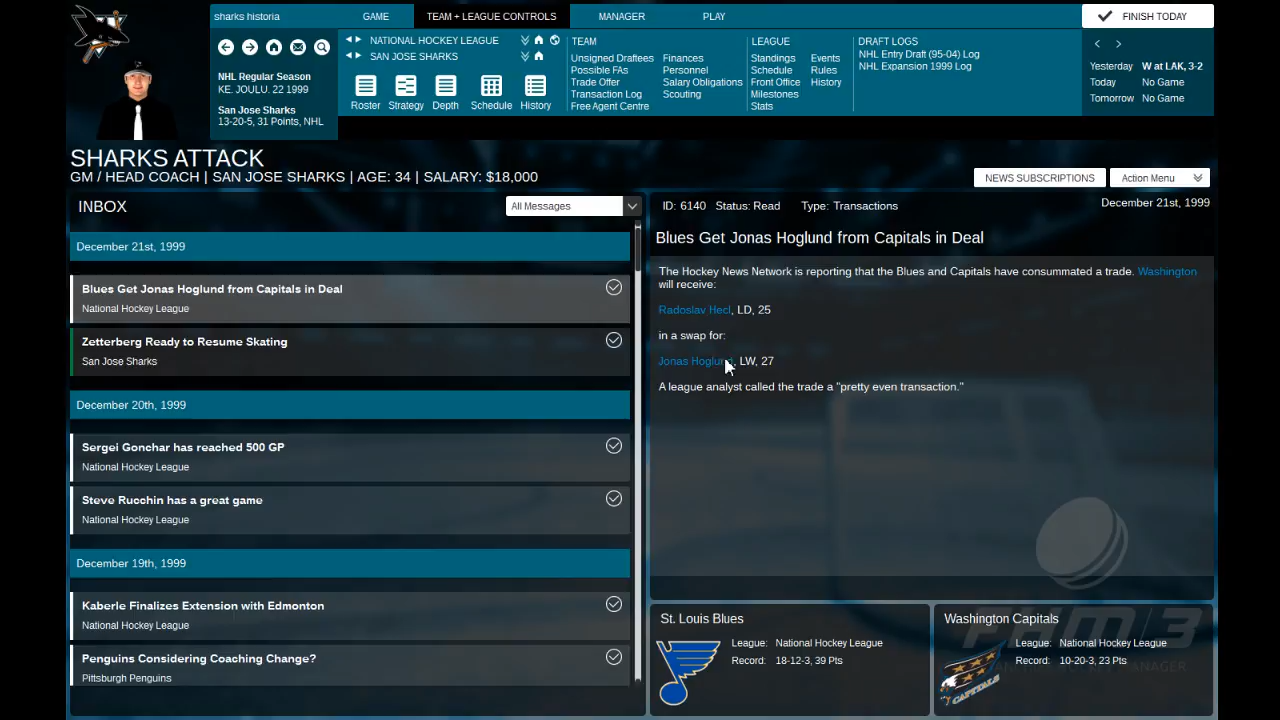 sharks historia
GAME
TEAM + LEAGUE CONTROLS
MANAGER
PLAY
FINISH TODAY
NHL Regular Season
KE. JOULU. 22 1999
San Jose Sharks
13-20-5, 31 Points, NHL
NATIONAL HOCKEY LEAGUE
SAN JOSE SHARKS
Roster
Strategy
Depth
Schedule
History
TEAM
Unsigned Draftees
Possible FAs
Trade Offer
Transaction Log
Free Agent Centre
Finances
Personnel
Salary Obligations
Scouting
LEAGUE
Standings
Schedule
Front Office
Milestones
Stats
Events
Rules
History
DRAFT LOGS
NHL Entry Draft (95-04) Log
NHL Expansion 1999 Log
Yesterday W at LAK, 3-2
Today No Game
Tomorrow No Game
SHARKS ATTACK
GM / HEAD COACH | SAN JOSE SHARKS | AGE: 34 | SALARY: $18,000
NEWS SUBSCRIPTIONS
Action Menu
INBOX
All Messages
December 21st, 1999
Blues Get Jonas Hoglund from Capitals in Deal
National Hockey League
Zetterberg Ready to Resume Skating
San Jose Sharks
December 20th, 1999
Sergei Gonchar has reached 500 GP
National Hockey League
Steve Rucchin has a great game
National Hockey League
December 19th, 1999
Kaberle Finalizes Extension with Edmonton
National Hockey League
Penguins Considering Coaching Change?
Pittsburgh Penguins
ID: 6140 Status: Read Type: Transactions
December 21st, 1999
Blues Get Jonas Hoglund from Capitals in Deal
The Hockey News Network is reporting that the Blues and Capitals have consummated a trade. Washington
will receive:
Radoslav Hecl, LD, 25
in a swap for:
Jonas Hoglund, LW, 27
A league analyst called the trade a "pretty even transaction."
St. Louis Blues
League: National Hockey League
Record: 18-12-3, 39 Pts
Washington Capitals
League: National Hockey League
Record: 10-20-3, 23 Pts
CAPITALS
FHM 3